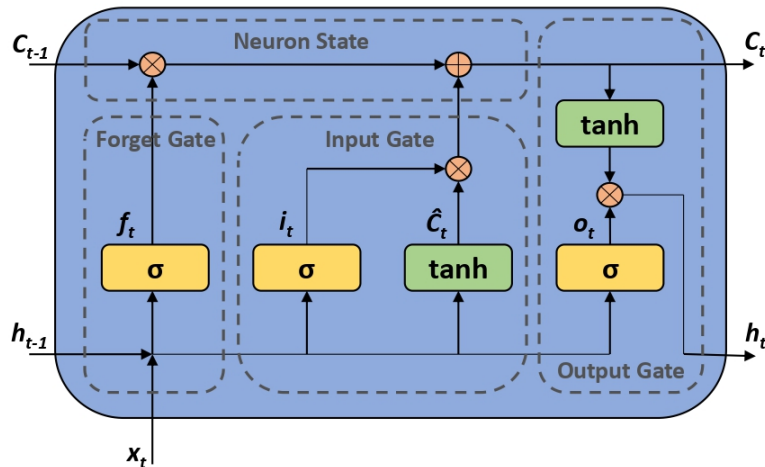 C_{t-1}
Neuron State
C_t
tanh
Forget Gate
Input Gate
f_t
i_t
Ĉ_t
o_t
σ
σ
tanh
σ
h_{t-1}
h_t
Output Gate
x_t